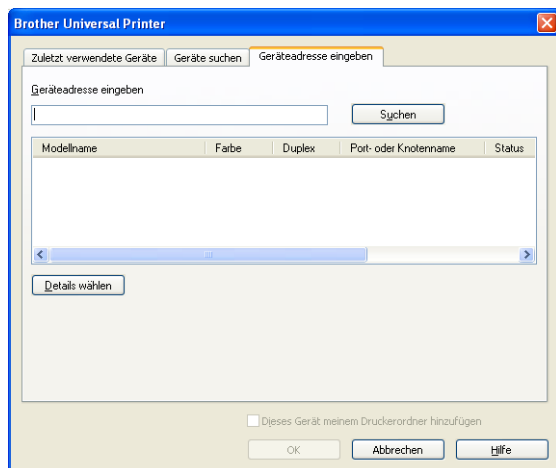 Brother Universal Printer
Zuletzt verwendete Geräte Geräte suchen Geräteadresse eingeben
Geräteadresse eingeben
Suchen
Modellname Farbe Duplex Port- oder Knotenname Status
Details wählen
Dieses Gerät meinem Druckerordner hinzufügen
OK Abbrechen Hilfe